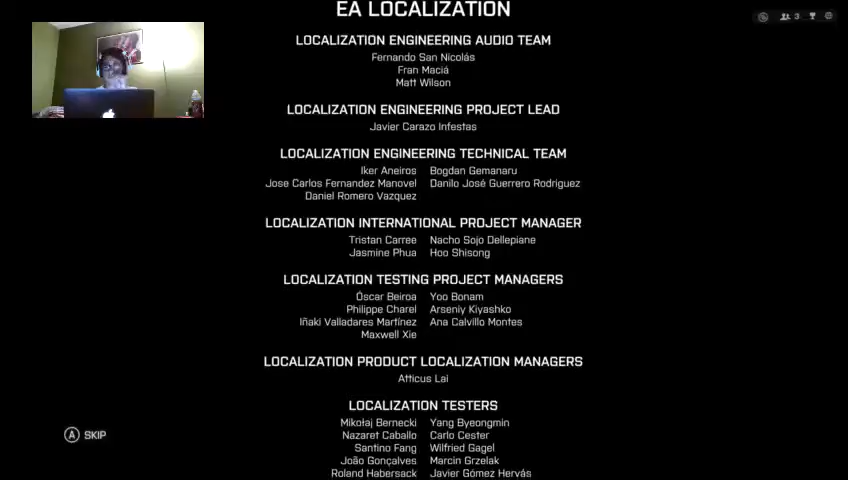 EA LOCALIZATION
3
LOCALIZATION ENGINEERING AUDIO TEAM
Fernando San Nicolás
Fran Maciá
Matt Wilson
LOCALIZATION ENGINEERING PROJECT LEAD
Javier Carazo Infestas
LOCALIZATION ENGINEERING TECHNICAL TEAM
Iker Aneiros Bogdan Gemanaru
Jose Carlos Fernandez Manovel Danilo José Guerrero Rodriguez
Daniel Romero Vazquez
LOCALIZATION INTERNATIONAL PROJECT MANAGER
Tristan Carree Nacho Sojo Dellepiane
Jasmine Phua Hoo Shisong
LOCALIZATION TESTING PROJECT MANAGERS
Óscar Beiroa Yoo Bonam
Philippe Charel Arseniy Kiyashko
Iñaki Valladares Martínez Ana Calvillo Montes
Maxwell Xie
LOCALIZATION PRODUCT LOCALIZATION MANAGERS
Atticus Lai
LOCALIZATION TESTERS
Mikołaj Bernecki Yang Byeongmin
Nazaret Caballo Carlo Cester
Santino Fang Wilfried Gagel
João Gonçalves Marcin Grzelak
Roland Habersack Javier Gómez Hervás
A SKIP